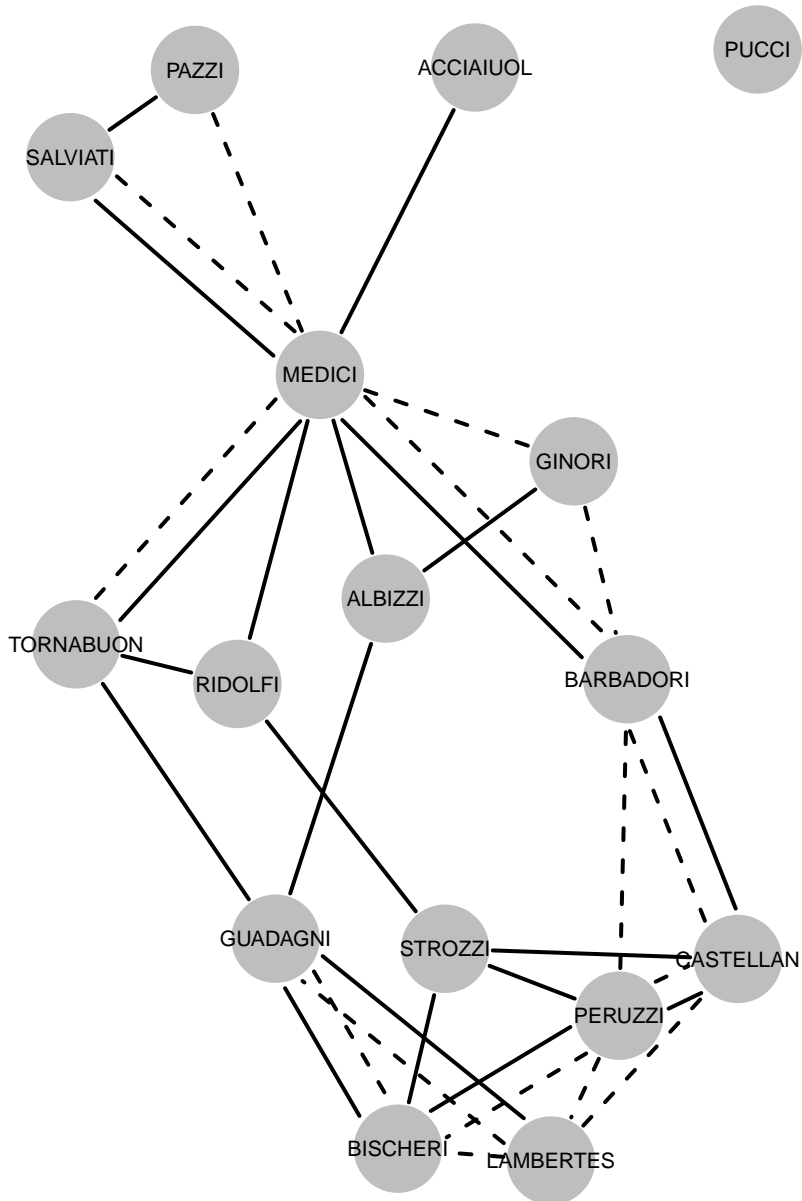 PUCCI
ACCIAIUOL
PAZZI
SALVIATI
MEDICI
GINORI
ALBIZZI
TORNABUON
RIDOLFI
BARBADORI
GUADAGNI
STROZZI
CASTELLAN
PERUZZI
BISCHERI
LAMBERTES